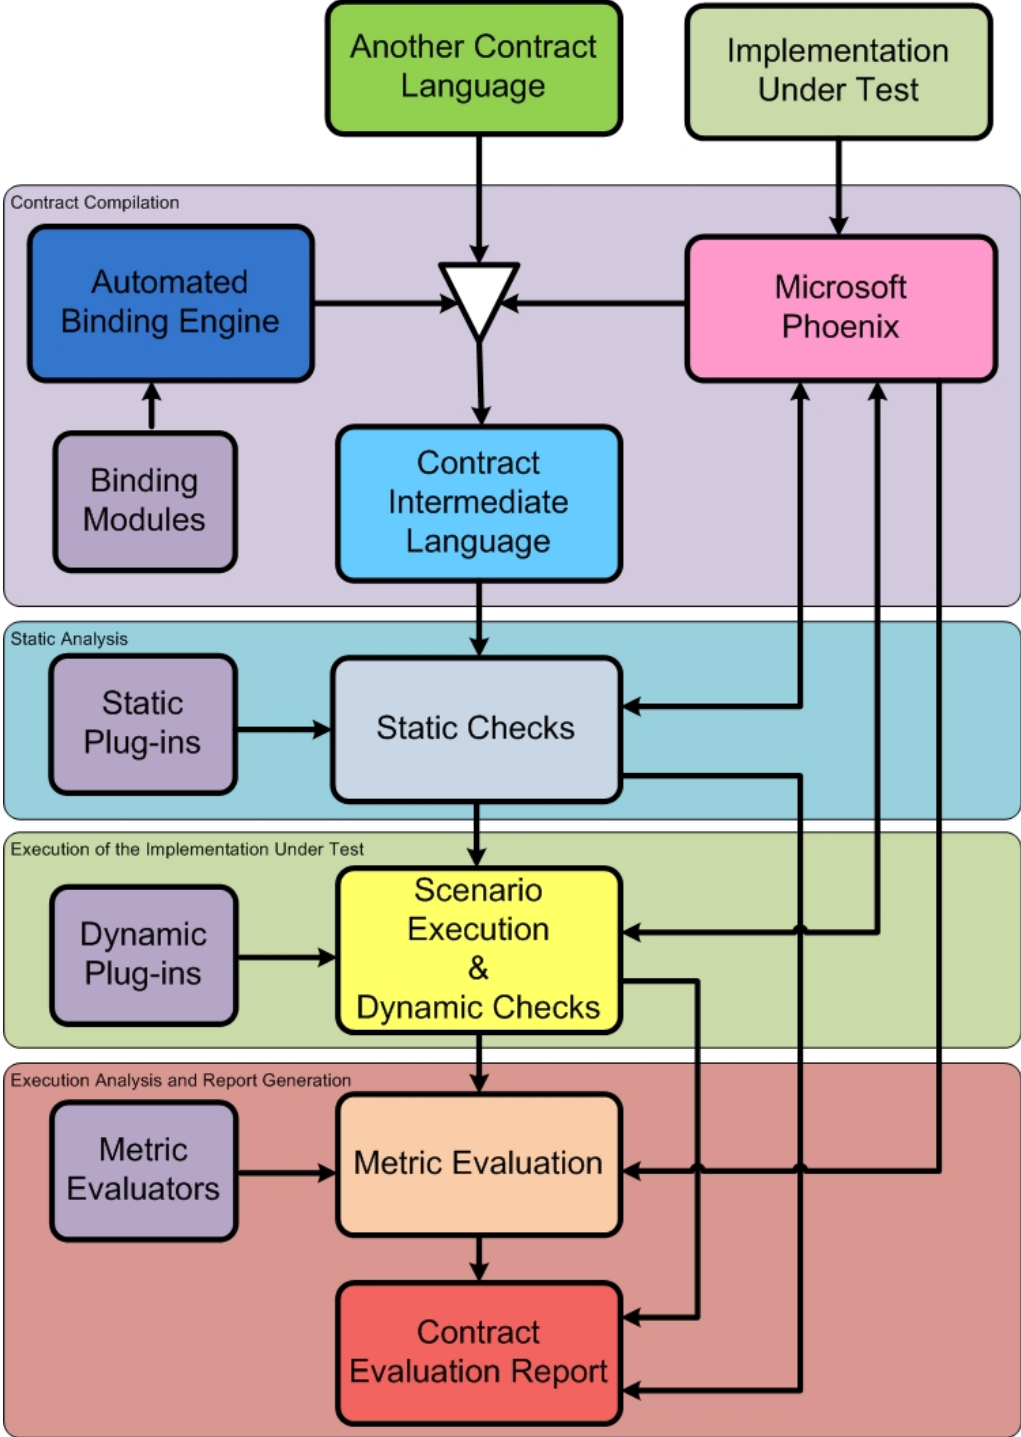 Another Contract
Language
Implementation
Under Test
Contract Compilation
Automated
Binding Engine
Microsoft
Phoenix
Binding
Modules
Contract
Intermediate
Language
Static Analysis
Static
Plug-ins
Static Checks
Execution of the Implementation Under Test
Dynamic
Plug-ins
Scenario
Execution
&
Dynamic Checks
Execution Analysis and Report Generation
Metric
Evaluators
Metric Evaluation
Contract
Evaluation Report